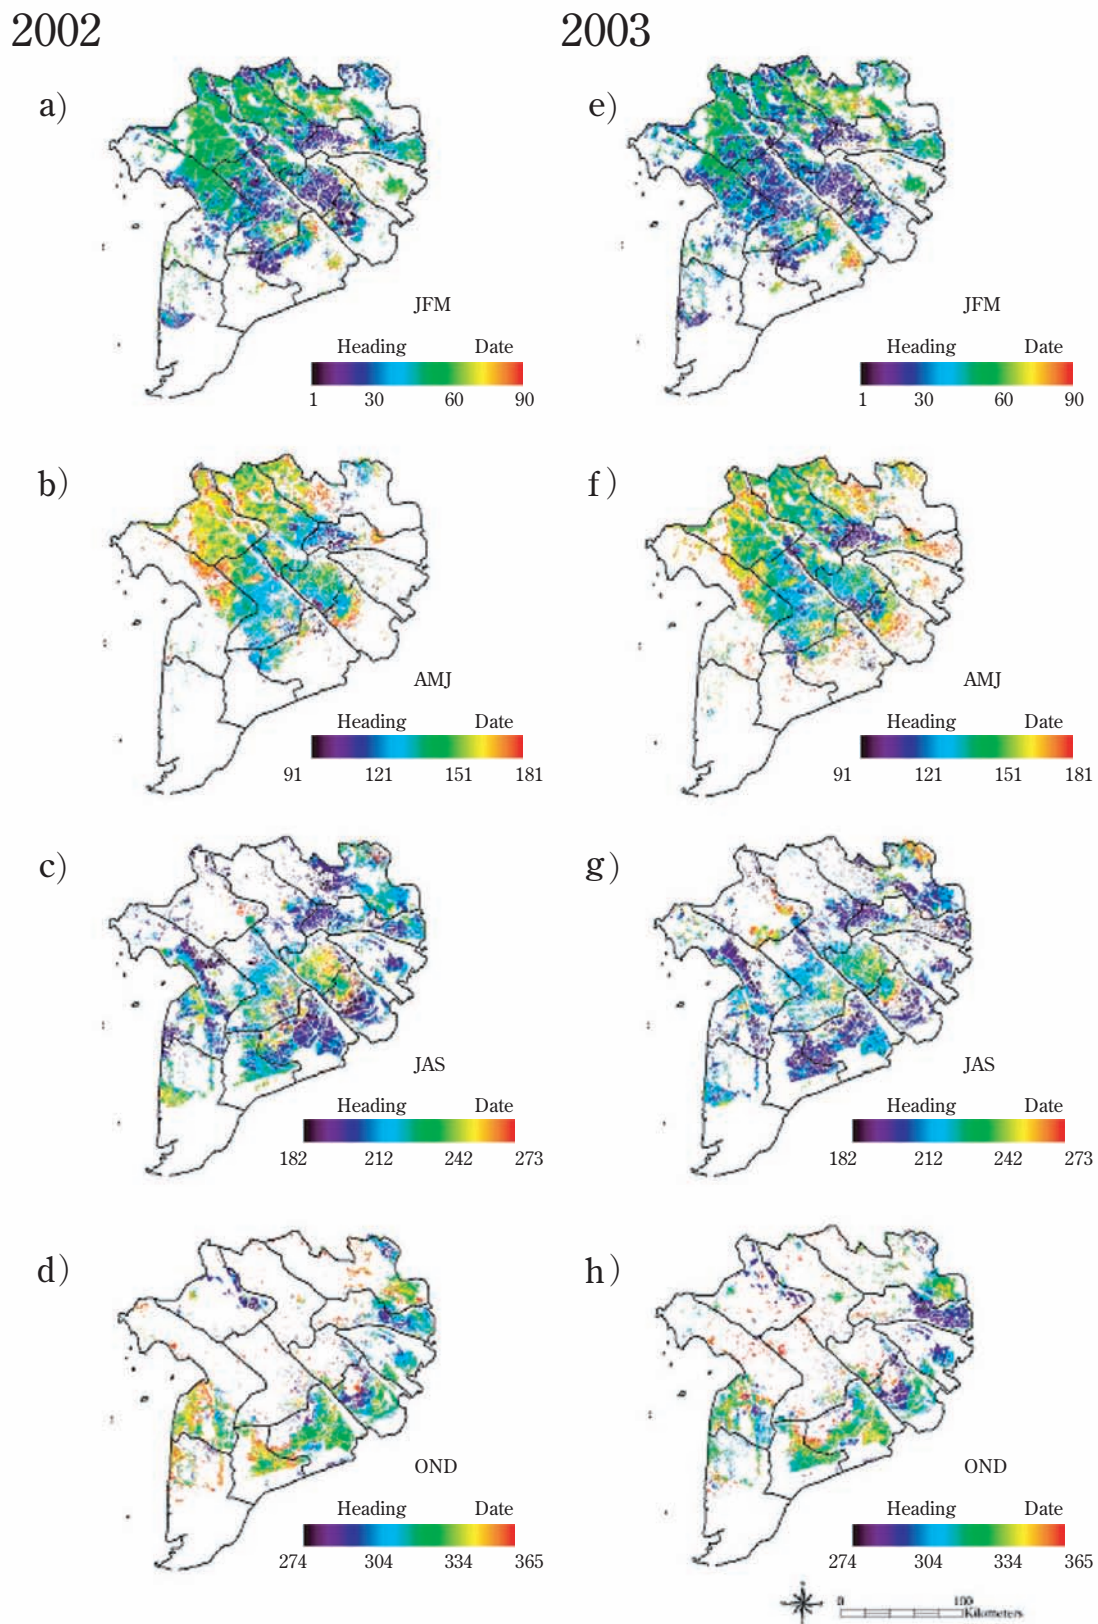 2002 2003
a) e)
JFM JFM
Heading Date Heading Date
1 30 60 90 1 30 60 90
b) f)
AMJ AMJ
Heading Date Heading Date
91 121 151 181 91 121 151 181
c) g)
JAS JAS
Heading Date Heading Date
182 212 242 273 182 212 242 273
d) h)
OND OND
Heading Date Heading Date
274 304 334 365 274 304 334 365
0 100
Kilometers